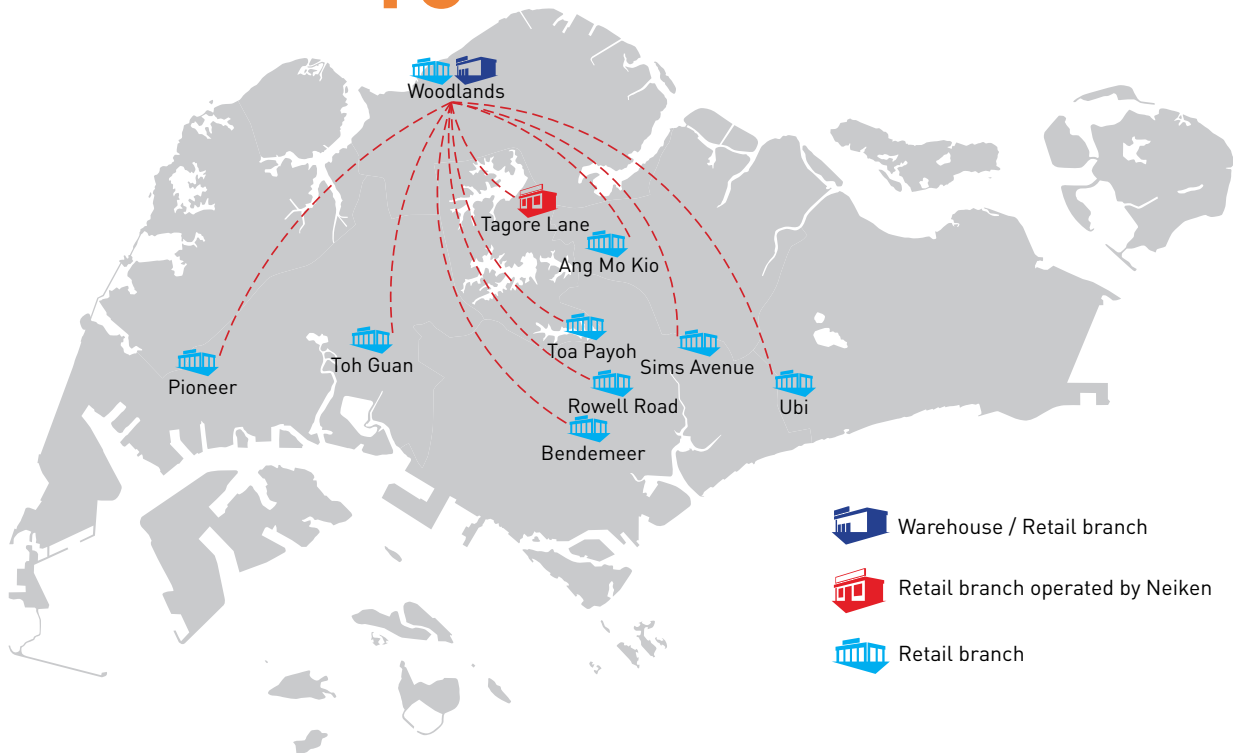 Woodlands
Tagore Lane
Ang Mo Kio
Toa Payoh
Toh Guan
Sims Avenue
Pioneer
Rowell Road
Ubi
Bendemeer
Warehouse / Retail branch
Retail branch operated by Neiken
Retail branch